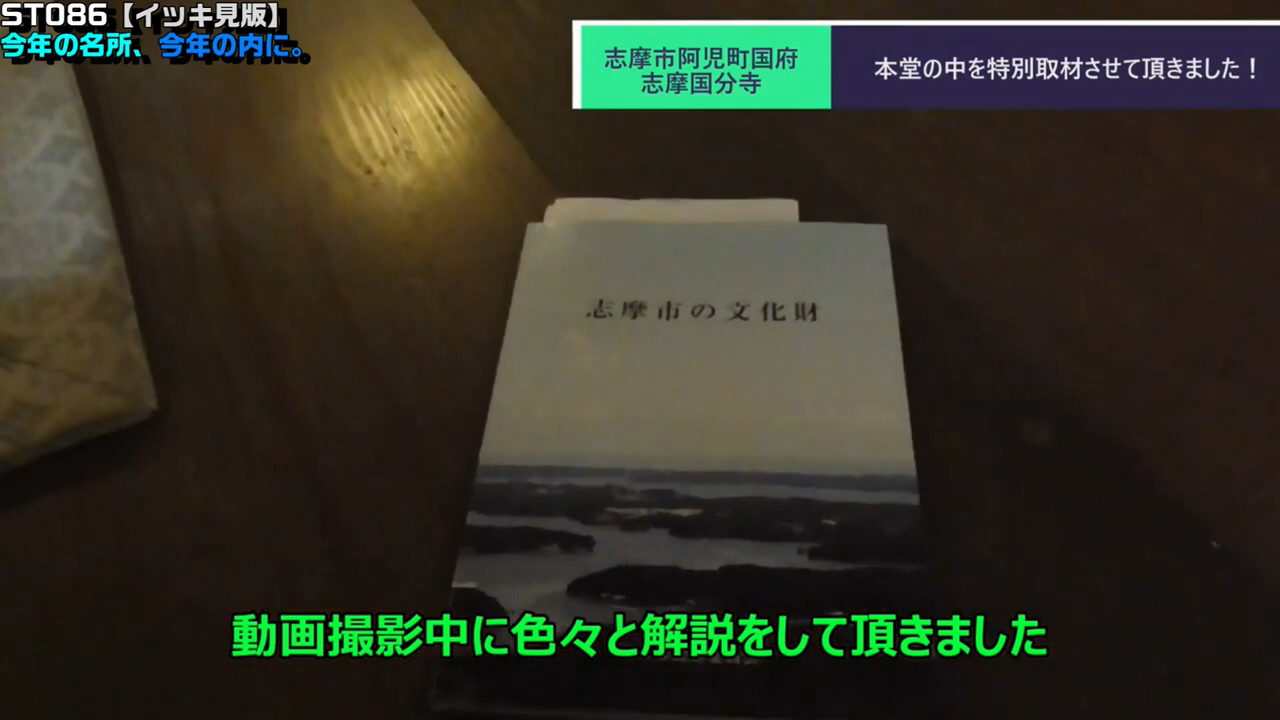 ST086【イッキ見版】
今年の名所、今年の内に。
志摩市阿児町国府
志摩国分寺
本堂の中を特別取材させて頂きました！
志摩市の文化財
動画撮影中に色々と解説をして頂きました